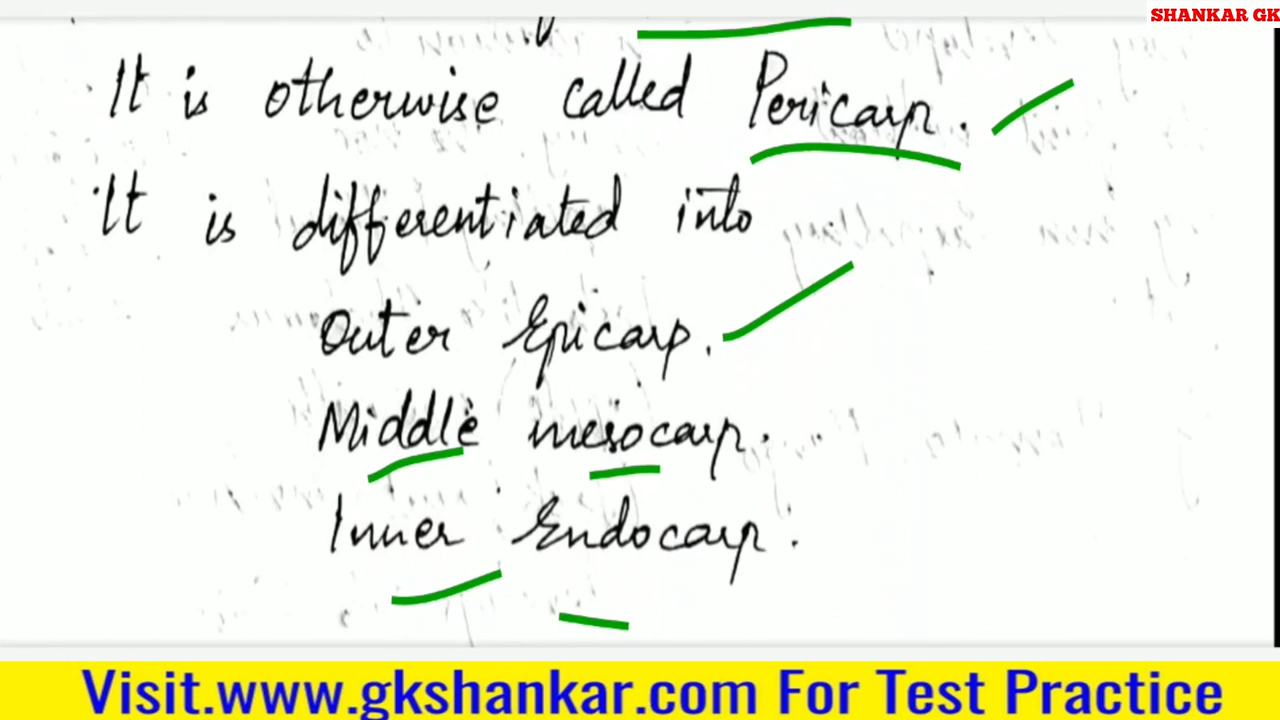 SHANKAR GK
It is otherwise called Pericarp.
It is differentiated into
Outer Epicarp.
Middle mesocarp.
Inner Endocarp.
Visit.www.gkshankar.com For Test Practice